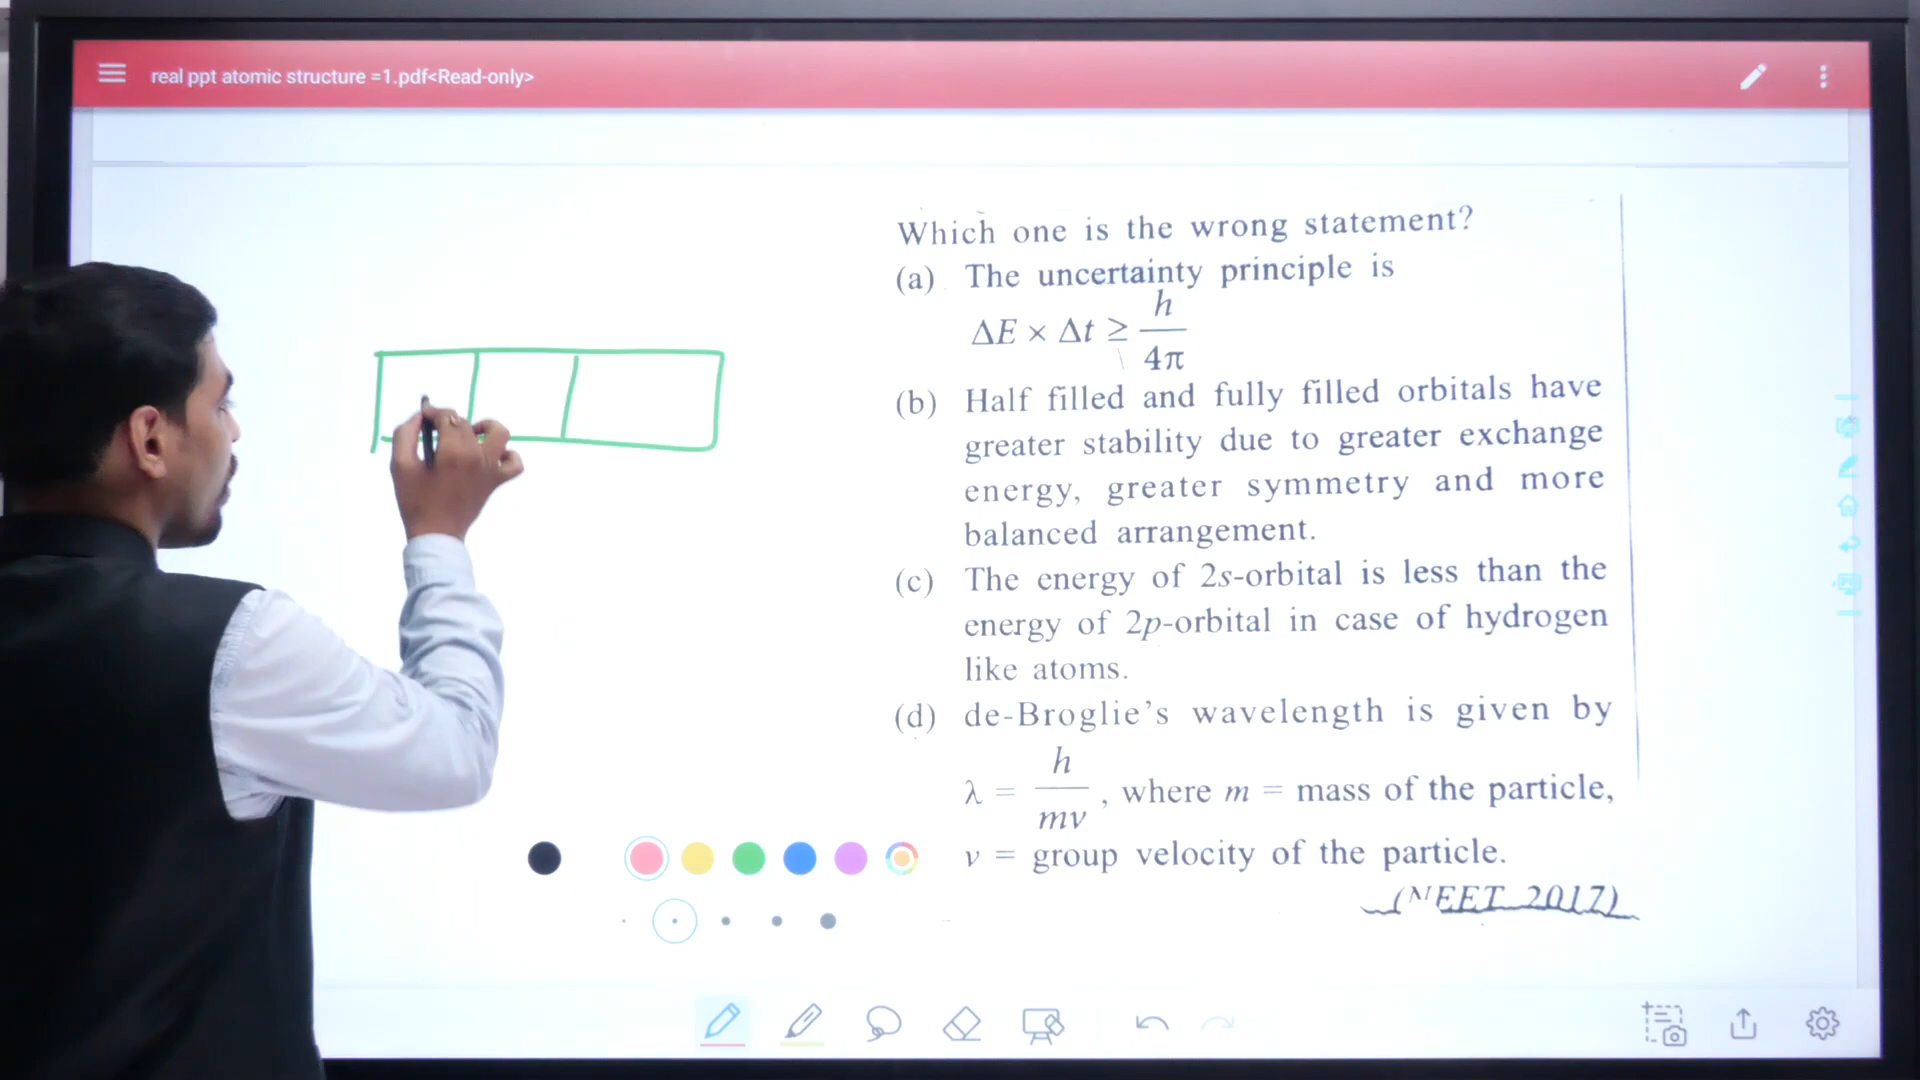 real ppt atomic structure =1.pdf<Read-only>
Which one is the wrong statement?
(a) The uncertainty principle is
ΔE × Δt ≥ h/4π
(b) Half filled and fully filled orbitals have
greater stability due to greater exchange
energy, greater symmetry and more
balanced arrangement.
(c) The energy of 2s-orbital is less than the
energy of 2p-orbital in case of hydrogen
like atoms.
(d) de-Broglie's wavelength is given by
λ = h/mv, where m = mass of the particle,
v = group velocity of the particle.
(NEET 2017)